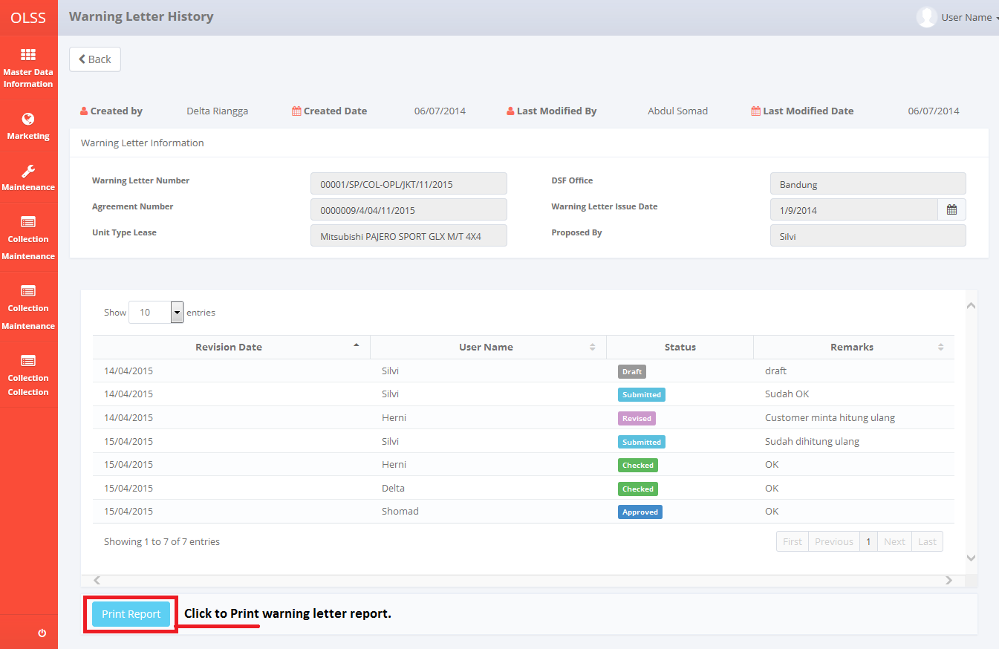 OLSS
Warning Letter History
User Name
Master Data
Information
Marketing
Maintenance
Collection
Maintenance
Collection
Maintenance
Collection
Collection
Back
Created by Delta Riangga Created Date 06/07/2014 Last Modified By Abdul Somad Last Modified Date 06/07/2014
Warning Letter Information
Warning Letter Number 00001/SP/COL-OPL/JKT/11/2015 DSF Office Bandung
Agreement Number 0000009/4/04/11/2015 Warning Letter Issue Date 1/9/2014
Unit Type Lease Mitsubishi PAJERO SPORT GLX M/T 4X4 Proposed By Silvi
Show 10 entries
Revision Date User Name Status Remarks
14/04/2015 Silvi Draft draft
14/04/2015 Silvi Submitted Sudah OK
14/04/2015 Herni Revised Customer minta hitung ulang
15/04/2015 Silvi Submitted Sudah dihitung ulang
15/04/2015 Herni Checked OK
15/04/2015 Delta Checked OK
15/04/2015 Shomad Approved OK
Showing 1 to 7 of 7 entries First Previous 1 Next Last
Print Report Click to Print warning letter report.